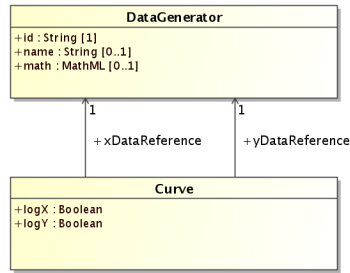 DataGenerator
+id : String [1]
+name : String [0..1]
+math : MathML [0..1]
1 1
+xDataReference +yDataReference
Curve
+logX : Boolean
+logY : Boolean